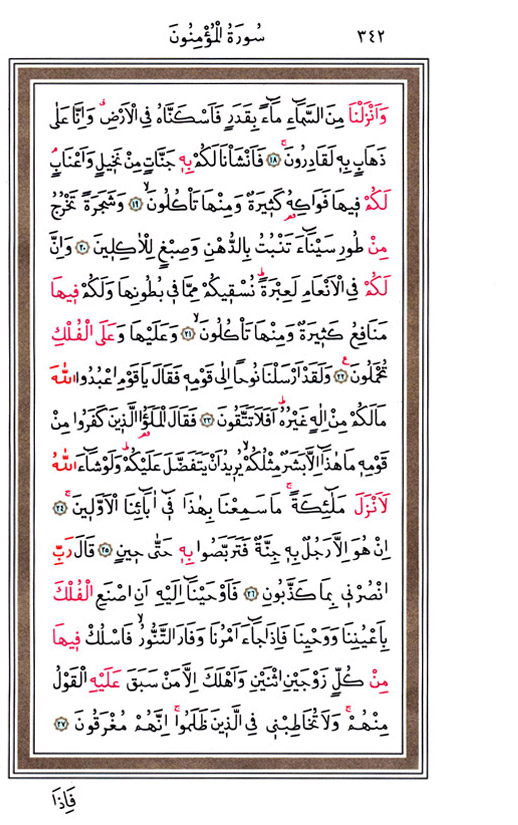 ٣٤٢ سُورَةُ الْمُؤْمِنُونَ
وَاَنْزَلْنَا مِنَ السَّمَٓاءِ مَٓاءً بِقَدَرٍ فَاَسْكَنَّاهُ فِي الْاَرْضِۗ وَاِنَّا عَلٰى
ذَهَابٍ بِه۪ لَقَادِرُونَۚ ﴿١٨﴾ فَاَنْشَأْنَا لَكُمْ بِه۪ جَنَّاتٍ مِنْ نَخ۪يلٍ وَاَعْنَابٍۢ
لَكُمْ ف۪يهَا فَوَاكِهُ كَث۪يرَةٌ وَمِنْهَا تَأْكُلُونَۙ ﴿١٩﴾ وَشَجَرَةً تَخْرُجُ
مِنْ طُورِ سَيْنَٓاءَ تَنْبُتُ بِالدُّهْنِ وَصِبْغٍ لِلْاٰكِل۪ينَ ﴿٢٠﴾ وَاِنَّ
لَكُمْ فِي الْاَنْعَامِ لَعِبْرَةًۜ نُسْق۪يكُمْ مِمَّا ف۪ي بُطُونِهَا وَلَكُمْ ف۪يهَا
مَنَافِعُ كَث۪يرَةٌ وَمِنْهَا تَأْكُلُونَۙ ﴿٢١﴾ وَعَلَيْهَا وَعَلَى الْفُلْكِ
تُحْمَلُونَ۟ ﴿٢٢﴾ وَلَقَدْ اَرْسَلْنَا نُوحاً اِلٰى قَوْمِه۪ فَقَالَ يَا قَوْمِ اعْبُدُوا اللّٰهَ
مَا لَكُمْ مِنْ اِلٰهٍ غَيْرُهُۜ اَفَلَا تَتَّقُونَ ﴿٢٣﴾ فَقَالَ الْمَلَؤُا الَّذ۪ينَ كَفَرُوا مِنْ
قَوْمِه۪ مَا هٰذَٓا اِلَّا بَشَرٌ مِثْلُكُمْۙ يُر۪يدُ اَنْ يَتَفَضَّلَ عَلَيْكُمْۜ وَلَوْ شَٓاءَ اللّٰهُ
لَاَنْزَلَ مَلٰٓئِكَةًۚ مَا سَمِعْنَا بِهٰذَا ف۪ٓي اٰبَٓائِنَا الْاَوَّل۪ينَۚ ﴿٢٤﴾
اِنْ هُوَ اِلَّا رَجُلٌ بِه۪ جِنَّةٌ فَتَرَبَّصُوا بِه۪ حَتّٰى ح۪ينٍ ﴿٢٥﴾ قَالَ رَبِّ
انْصُرْن۪ي بِمَا كَذَّبُونِ ﴿٢٦﴾ فَاَوْحَيْنَٓا اِلَيْهِ اَنِ اصْنَعِ الْفُلْكَ
بِاَعْيُنِنَا وَوَحْيِنَا فَاِذَا جَٓاءَ اَمْرُنَا وَفَارَ التَّنُّورُۙ فَاسْلُكْ ف۪يهَا
مِنْ كُلٍّ زَوْجَيْنِ اثْنَيْنِ وَاَهْلَكَ اِلَّا مَنْ سَبَقَ عَلَيْهِ الْقَوْلُ
مِنْهُمْۚ وَلَا تُخَاطِبْن۪ي فِي الَّذ۪ينَ ظَلَمُواۚ اِنَّهُمْ مُغْرَقُونَ ﴿٢٧﴾
فَاِذَا